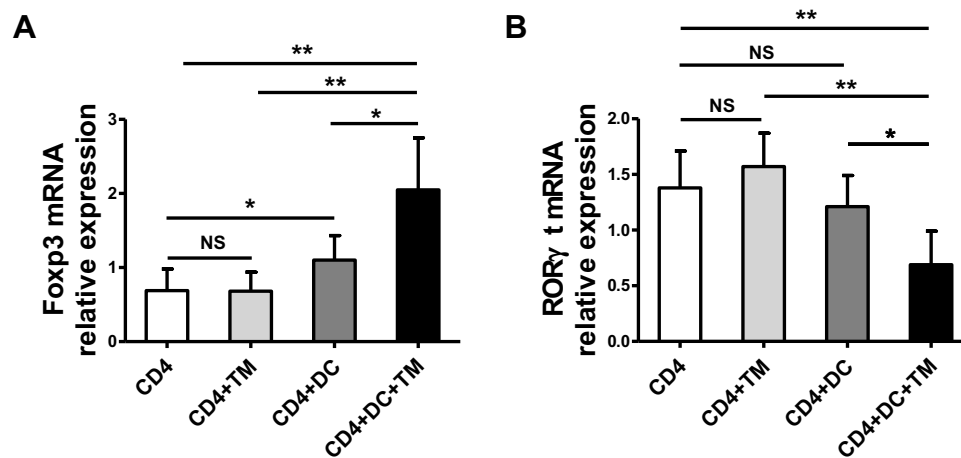 A
**
**
*
*
NS
Foxp3 mRNA
relative expression
3
2
1
0
CD4
CD4+TM
CD4+DC
CD4+DC+TM
B
**
NS
**
NS
*
RORγ t mRNA
relative expression
2.0
1.5
1.0
0.5
0.0
CD4
CD4+TM
CD4+DC
CD4+DC+TM